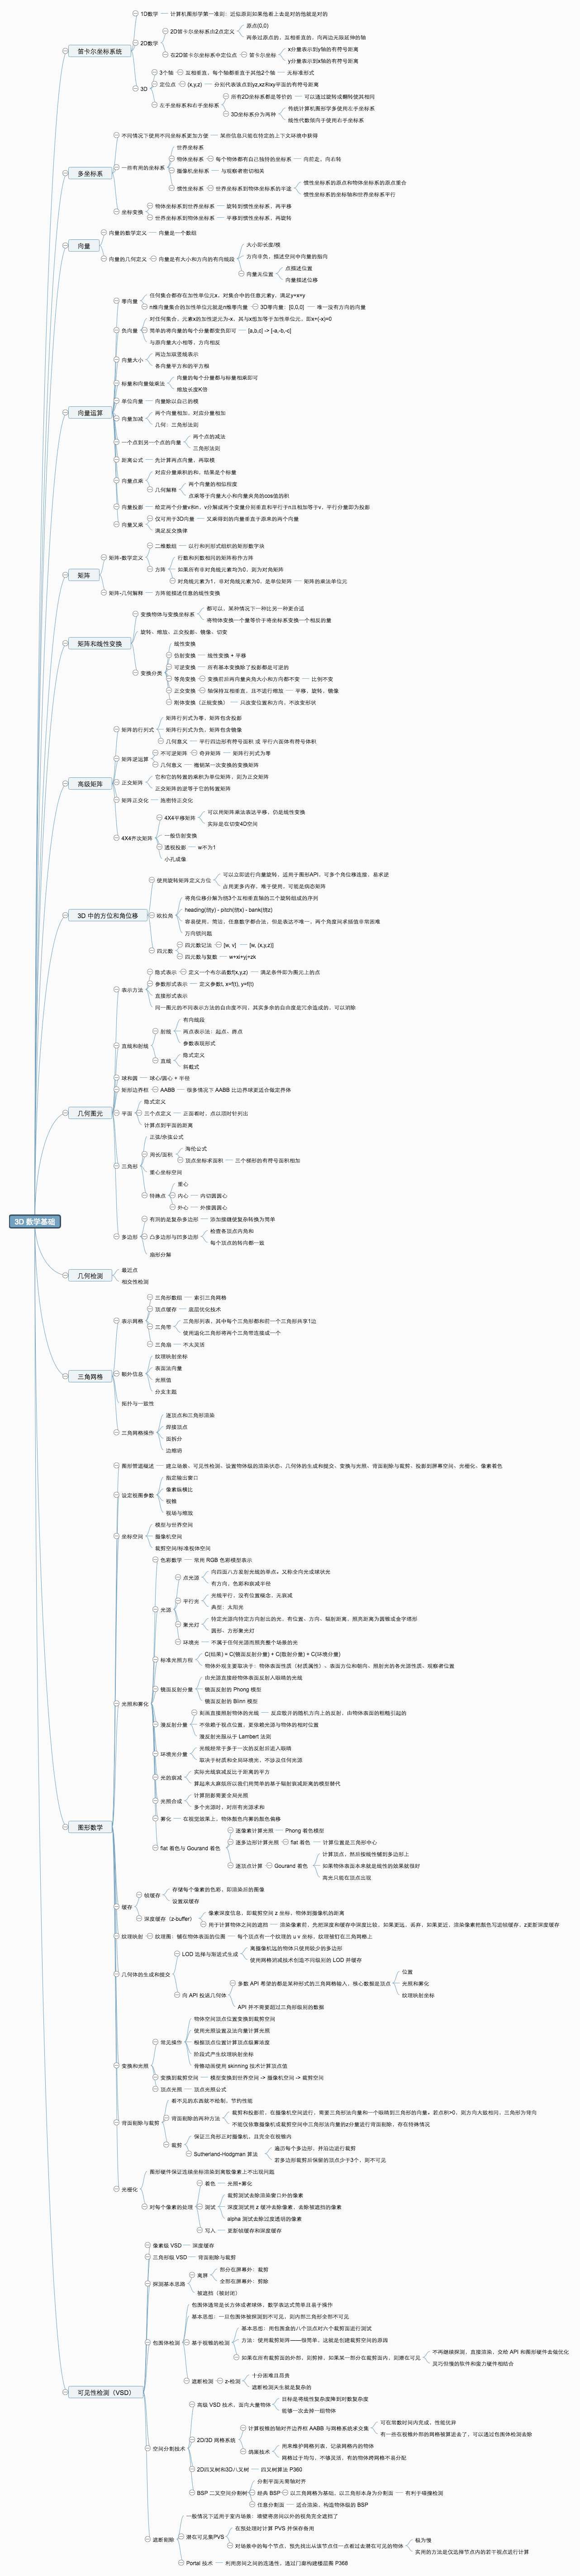 笛卡尔坐标系统
1D数学
计算机图形学第一准则：近似原则如果他看上去是对的他就是对的
2D数学
2D笛卡尔坐标系由2点定义
原点(0,0)
两条过原点的，互相垂直的，向两边无限延伸的轴
在2D笛卡尔坐标系中定位点
笛卡尔坐标
x分量表示到y轴的有符号距离
y分量表示到x轴的有符号距离
3D
3个轴
互相垂直，每个轴都垂直于其他2个轴
无标准形式
定位点
(x,y,z)
分别代表该点到yz,xz和xy平面的有符号距离
左手坐标系和右手坐标系
所有2D坐标系都是等价的
可以通过旋转或翻转使其相同
3D坐标系分为两种
传统计算机图形学多使用左手坐标系
线性代数倾向于使用右手坐标系
多坐标系
不同情况下使用不同坐标系更加方便
某些信息只能在特定的上下文环境中获得
一些有用的坐标系
世界坐标系
物体坐标系
每个物体都有自己独特的坐标系
向前走，向右转
摄像机坐标系
与观察者密切相关
惯性坐标系
世界坐标系到物体坐标系的半途
惯性坐标系的原点和物体坐标系的原点重合
惯性坐标系的坐标轴和世界坐标系平行
坐标变换
物体坐标系到世界坐标系
旋转到惯性坐标系，再平移
世界坐标系到物体坐标系
平移到惯性坐标系，再旋转
向量
向量的数学定义
向量是一个数组
向量的几何定义
向量是有大小和方向的有向线段
大小即长度/模
方向非负，描述空间中向量的指向
向量无位置
点描述位置
向量描述位移
向量运算
零向量
任何集合都存在加性单位元x，对集合中的任意元素y，满足y+x=y
n维向量集合的加性单位元就是n维零向量
3D零向量：[0,0,0]
唯一没有方向的向量
负向量
对任何集合，元素x的加性逆元为-x，其与x想加等于加性单位元，即x+(-x)=0
简单的将向量的每个分量都变负即可
[a,b,c] -> [-a,-b,-c]
与原向量大小相等，方向相反
向量大小
两边加双竖线表示
各向量平方和的平方根
标量和向量做乘法
向量的每个分量都与标量相乘即可
缩放长度K倍
单位向量
向量除以自己的模
向量加减
两个向量相加，对应分量相加
几何：三角形法则
一个点到另一个点的向量
两个点的减法
三角形法则
距离公式
先计算两点向量，再取模
向量点乘
对应分量乘积的和，结果是个标量
几何解释
两个向量的相似程度
点乘等于向量大小和向量夹角的cos值的积
向量投影
给定两个分量v和n，v分解成两个变量分别垂直和平行于n且相加等于v，平行分量即为投影
向量叉乘
仅可用于3D向量
叉乘得到的向量垂直于原来的两个向量
满足反交换律
矩阵
矩阵-数学定义
二维数组
以行和列形式组织的矩形数字块
方阵
行数和列数相同的矩阵称作方阵
如果所有非对角线元素均为0，则为对角矩阵
对角线元素为1，非对角线元素为0，是单位矩阵
矩阵的乘法单位元
矩阵-几何解释
方阵能描述任意的线性变换
矩阵和线性变换
变换物体与变换坐标系
都可以，某种情况下一种比另一种更合适
将物体变换一个量等价于将坐标系变换一个相反的量
旋转，缩放，正交投影，镜像，切变
变换分类
线性变换
仿射变换
线性变换 + 平移
可逆变换
所有基本变换除了投影都是可逆的
等角变换
变换前后两向量夹角大小和方向都不变
比例不变
正交变换
轴保持互相垂直，且不进行缩放
平移，旋转，镜像
刚体变换（正规变换）
只改变位置和方向，不改变形状
高级矩阵
矩阵的行列式
矩阵行列式为零，矩阵包含投影
矩阵行列式为负，矩阵包含镜像
几何意义
平行四边形有符号面积 或 平行六面体有符号体积
矩阵逆运算
不可逆矩阵
奇异矩阵
矩阵行列式为零
几何意义
撤销某一次变换的变换矩阵
正交矩阵
它和它的转置的乘积为单位矩阵，则为正交矩阵
正交矩阵的逆等于它的转置矩阵
矩阵正交化
施密特正交化
4X4齐次矩阵
4X4平移矩阵
可以用矩阵乘法表达平移，仍是线性变换
实际是在切变4D空间
一般仿射变换
透视投影
w不为1
小孔成像
3D 中的方位和角位移
使用旋转矩阵定义方位
可以立即进行向量旋转，适用于图形API，可多个角位移连接，易求逆
占用更多内存，难于使用，可能是病态矩阵
欧拉角
将角位移分解为绕3个互相垂直轴的三个旋转组成的序列
heading(绕y) - pitch(绕x) - bank(绕z)
容易使用，简洁，任意数字都合法，但是表达不唯一，两个角度间求插值非常困难
万向锁问题
四元数
四元数记法
[w, v]
[w, (x,y,z)]
四元数与复数
w+xi+yj+zk
几何图元
表示方法
隐式表示
定义一个布尔函数f(x,y,z)
满足条件即为图元上的点
参数形式表示
定义参数t, x=f(t), y=f(t)
直接形式表示
同一图元的不同表示方法的自由度不同，其实多余的自由度是冗余造成的，可以消除
直线和射线
射线
有向线段
两点表示法：起点，终点
参数表现形式
直线
隐式定义
斜截式
球和圆
球心/圆心 + 半径
矩形边界框
AABB
很多情况下 AABB 比边界球更适合做定界体
平面
隐式定义
三个点定义
正面看时，点以顺时针列出
计算点到平面的距离
三角形
正弦/余弦公式
周长/面积
海伦公式
顶点坐标求面积
三个梯形的有符号面积相加
重心坐标空间
特殊点
重心
内心
内切圆圆心
外心
外接圆圆心
多边形
有洞的是复杂多边形
添加接缝使复杂转换为简单
凸多边形与凹多边形
检查各顶点内角和
每个顶点的转向都一致
扇形分解
3D 数学基础
几何检测
最近点
相交性检测
三角网格
表示网格
三角形数组
索引三角网格
顶点缓存
底层优化技术
三角带
三角形列表，其中每个三角形都和前一个三角形共享1边
使用退化三角形将两个三角带连接成一个
三角扇
不太灵活
额外信息
纹理映射坐标
表面法向量
光照值
分支主题
拓扑与一致性
三角网格操作
逐顶点和三角形渲染
焊接顶点
面拆分
边缩坍
图形数学
图形管道概述
建立场景，可见性检测，设置物体级的渲染状态，几何体的生成和提交，变换与光照，背面剔除与裁剪，投影到屏幕空间，光栅化，像素着色
设定视图参数
指定输出窗口
像素纵横比
视锥
视场与缩放
坐标空间
模型与世界空间
摄像机空间
裁剪空间/标准视体空间
光照和雾化
色彩数学
常用 RGB 色彩模型表示
光源
点光源
向四面八方发光线的单点。又称全向光或球状光
有方向，色彩和衰减半径
平行光
光线平行，没有位置概念，无衰减
典型：太阳光
聚光灯
特定光源向特定方向射出的光，有位置、方向、辐射距离，照亮距离为圆锥或金字塔形
圆形、方形聚光灯
环境光
不属于任何光源而照亮整个场景的光
标准光照方程
C(结果) = C(镜面反射分量) + C(散射分量) + C(环境分量)
物体外观主要取决于：物体表面性质（材质属性），表面方位和朝向，照射光的各光源性质，观察者位置
镜面反射分量
由光源直接经物体表面反射入眼睛的光线
镜面反射的 Phong 模型
镜面反射的 Blinn 模型
漫反射分量
刻画直接照射物体的光线
反应散开的随机方向上的反射，由物体表面的粗糙引起的
不依赖于视点位置，更依赖光源与物体的相对位置
漫反射光服从于 Lambert 法则
环境光分量
光线经常于多于一次的反射后进入眼睛
取决于材质和全局环境光，不涉及任何光源
光的衰减
实际光线衰减反比于距离的平方
算起来太麻烦所以我们用简单的基于辐射衰减距离的模型替代
光照合成
计算阴影需要全局光照
多个光源时，对所有光源求和
雾化
在视觉效果上，物体颜色向雾的颜色偏移
flat 着色与 Gourand 着色
逐像素计算光照
Phong 着色模型
逐多边形计算光照
flat 着色
计算位置是三角形中心
逐顶点计算
Gourand 着色
计算顶点，然后按线性铺到多边形上
如果物体表面本来就是线性的效果就很好
高光只能在顶点出现
缓存
帧缓存
存储每个像素的色彩，即渲染后的图像
设置双缓存
深度缓存（z-buffer）
像素深度信息，即裁剪空间 z 坐标，物体到摄像机的距离
用于计算物体之间的遮挡
渲染像素前，先把深度和缓存中深度比较，如果更远，丢弃，如果更近，渲染像素把颜色写进帧缓存，z更新深度缓存
纹理映射
纹理图
铺在物体表面的位图
每个顶点有一个纹理的 u v 坐标，纹理被钉在三角网格上
几何体的生成和提交
LOD 选择与渐进式生成
离摄像机远的物体只使用较少的多边形
使用网格消减技术创造不同级别的 LOD 并缓存
向 API 投送几何体
多数 API 希望的都是某种形式的三角网格输入，核心数据是顶点
位置
光照和雾化
纹理映射坐标
API 并不需要超过三角形级别的数据
变换和光照
常见操作
物体空间顶点位置变换到裁剪空间
使用光照设置及法向量计算光照
根据顶点位置计算顶点级雾浓度
阶段式产生纹理映射坐标
骨骼动画使用 skinning 技术计算顶点值
变换到裁剪空间
模型变换到世界空间 -> 摄像机空间 -> 裁剪空间
顶点光照
顶点光照公式
背面剔除与裁剪
看不见的东西就不绘制，节约性能
背面剔除的两种方法
裁剪和投影前，在摄像机空间进行，需要三角形法向量和一个眼睛到三角形的向量。若点积>0，则方向大致相同，三角形为背向
不能仅依靠摄像机或裁剪空间中三角形法向量的z分量进行背面剔除，存在特殊情况
裁剪
保证三角形正对摄像机，且完全在视锥内
Sutherland-Hodgman 算法
遍历每个多边形，并沿边进行裁剪
若多边形裁剪后保留的顶点少于3个，则不可见
光栅化
图形硬件保证连续坐标渲染到离散像素上不出现问题
对每个像素的处理
着色
光照+雾化
测试
裁剪测试去除渲染窗口外的像素
深度测试用 z 缓冲去除像素，去除被遮挡的像素
alpha 测试去除过度透明的像素
写入
更新帧缓存和深度缓存
可见性检测（VSD）
像素级 VSD
深度缓存
三角形级 VSD
背面剔除与裁剪
探测基本思路
离屏
部分在屏幕外：裁剪
全部在屏幕外：剪除
被遮挡（被封闭）
包围体检测
包围体通常是长方体或者球体，数学表达式简单且易于操作
基本思想：一旦包围体被探测到不可见，则内部三角形全部不可见
基于视锥的检测
基本思想：用包围盒的八个顶点对六个裁剪面进行测试
方法：使用裁剪矩阵——很简单，这就是创建裁剪空间的原因
如果在所有裁剪面的外部，则剪掉，如果某一部分在裁剪面内，则潜在可见
不再继续探测，直接渲染，交给 API 和图形硬件去做优化
灵巧但慢的软件和蛮力硬件相结合
遮断检测
z-检测
十分困难且昂贵
遮断检测天生就是复杂的
空间分割技术
高级 VSD 技术，面向大量物体
目标是将线性复杂度降到对数复杂度
能够一次去掉一组物体
2D/3D 网格系统
计算视锥的轴对齐边界框 AABB 与网格系统求交集
可在常数时间内完成，性能优异
有一些在视锥外部的网格被算进去了，可以通过包围体检测去除
鸽巢技术
用来维护网格列表，记录网格内的物体
网格过于均匀，不够灵活，有的物体跨网格不易分配
2D四叉树和3D八叉树
四叉算法 P360
BSP 二叉空间分割树
分割平面无需轴对齐
经典 BSP
以三角网格为基础，以三角形本身为分割面
有利于碰撞检测
任意分割面
适合渲染，构造物体级的 BSP
遮断剔除
一般情况下适用于室内场景：墙壁将房间以外的视角完全遮挡了
潜在可见集PVS
在预处理时计算 PVS 并保存备用
对场景中的每个节点，预先找出从该节点任一点看过去潜在可见的物体
极为慢
实用的方法是仅选择节点内的若干视点进行计算
Portal 技术
利用房间之间的连通性，通过门廊构建楼层图 P368